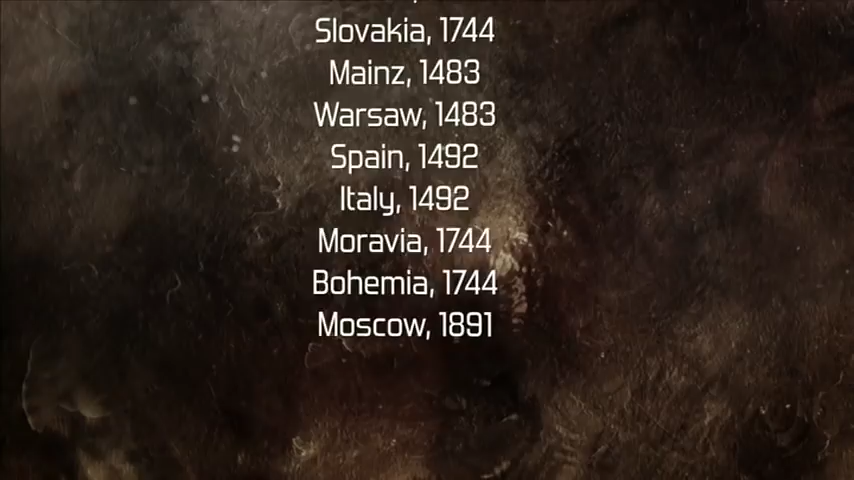 Slovakia, 1744
Mainz, 1483
Warsaw, 1483
Spain, 1492
Italy, 1492
Moravia, 1744
Bohemia, 1744
Moscow, 1891